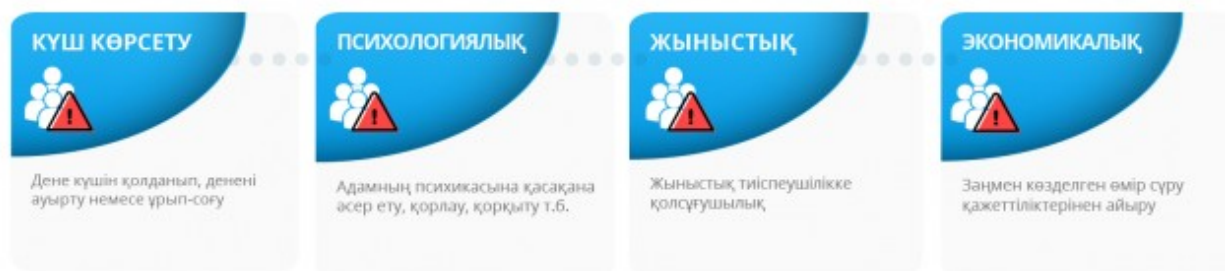 КҮШ КӨРСЕТУ
Дене күшін қолданып, денені
ауырту немесе ұрып-соғу
ПСИХОЛОГИЯЛЫҚ
Адамның психикасына қасақана
әсер ету, қорлау, қорқыту т.б.
ЖЫНЫСТЫҚ
Жыныстық тиіспеушілікке
қолсұғушылық
ЭКОНОМИКАЛЫҚ
Заңмен көзделген өмір сүру
қажеттіліктерінен айыру